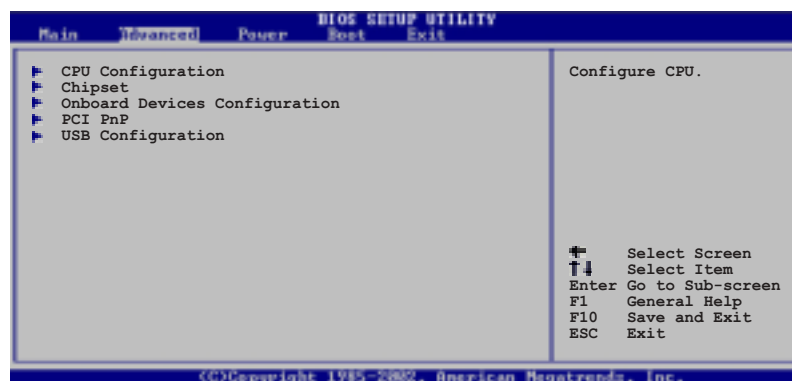 BIOS SETUP UTILITY
Main Advanced Power Boot Exit
CPU Configuration
Chipset
Onboard Devices Configuration
PCI PnP
USB Configuration
Configure CPU.
Select Screen
↑↓ Select Item
Enter Go to Sub-screen
F1 General Help
F10 Save and Exit
ESC Exit
(C)Copyright 1985-2002, American Megatrends, Inc.